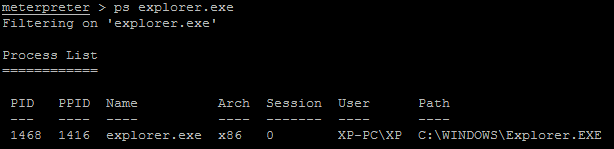 meterpreter > ps explorer.exe
Filtering on 'explorer.exe'
Process List
============
PID   PPID  Name          Arch  Session  User      Path
---   ----  ----          ----  -------  ----      ----
1468  1416  explorer.exe  x86   0        XP-PC\XP  C:\WINDOWS\Explorer.EXE